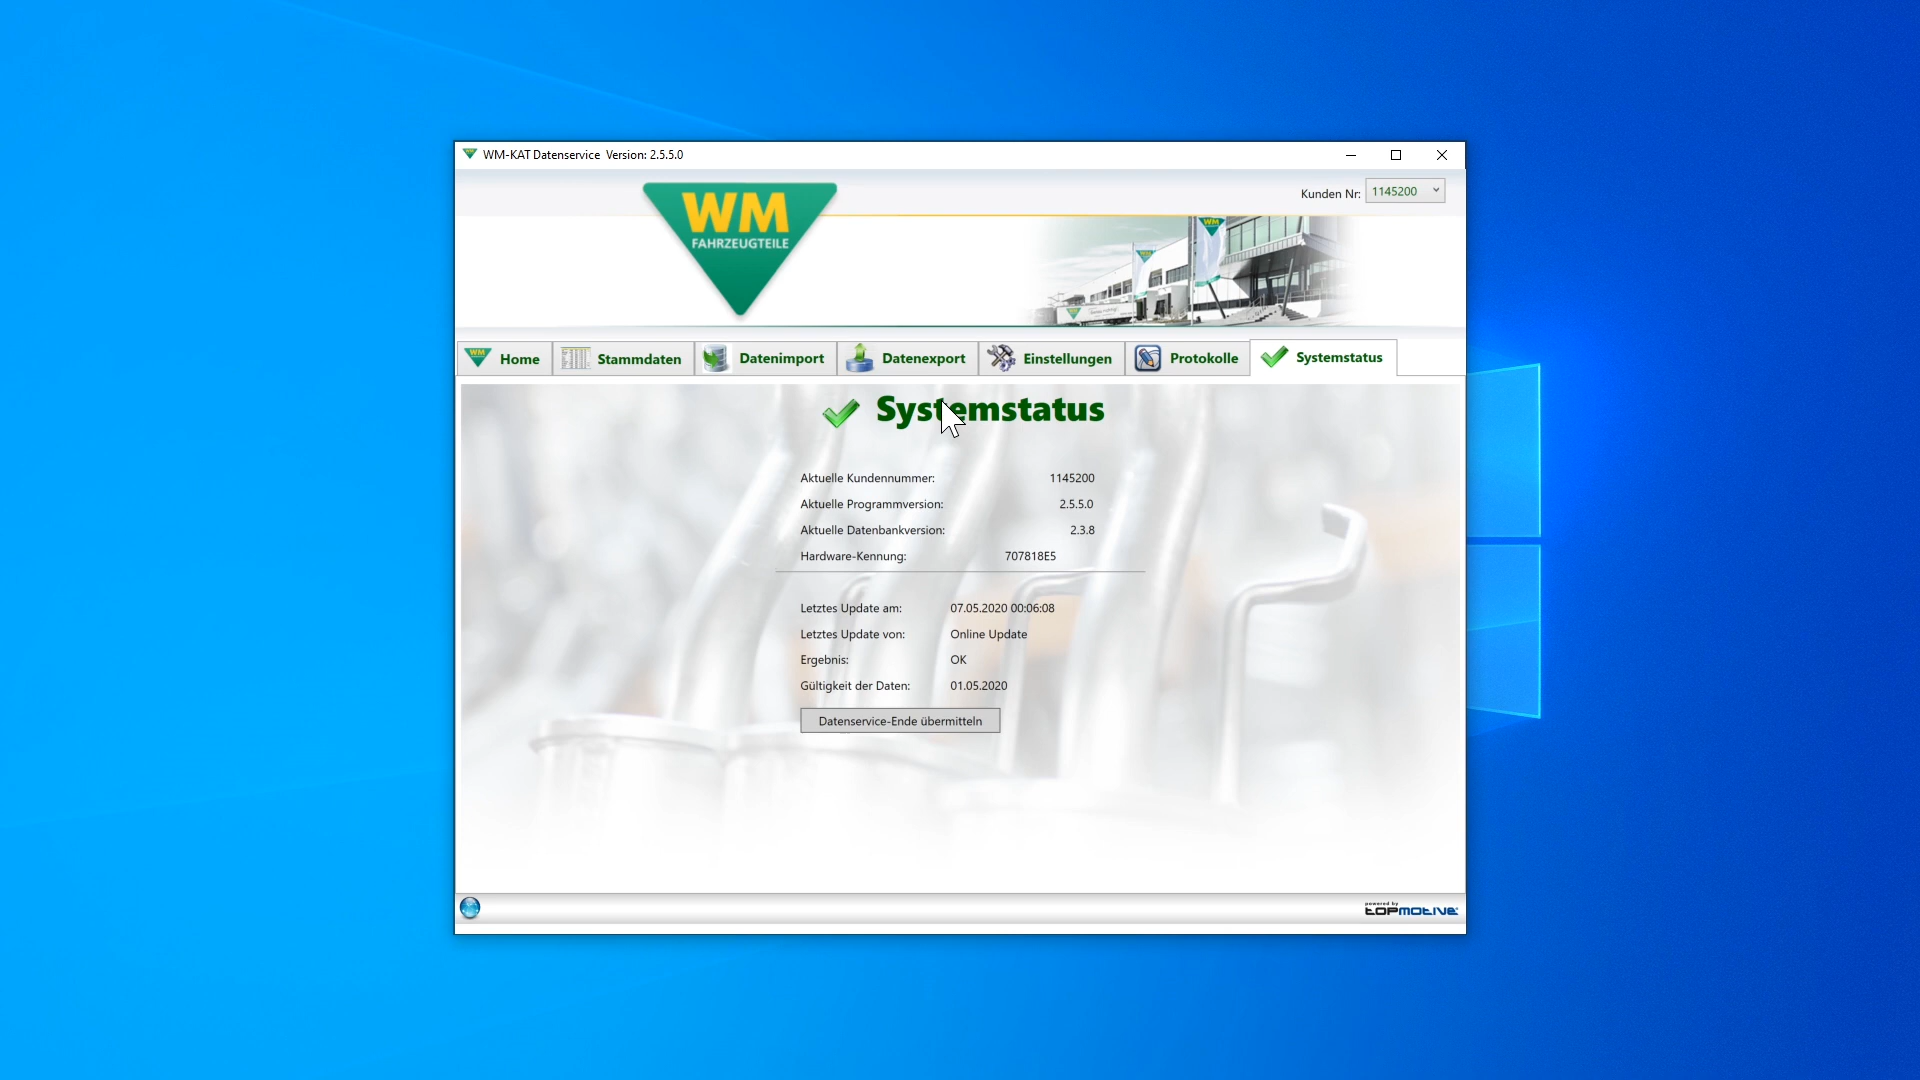 WM-KAT Datenservice Version: 2.5.5.0
Kunden Nr: 1145200
WM
FAHRZEUGTEILE
WM
WM
Home
Stammdaten
Datenimport
Datenexport
Einstellungen
Protokolle
Systemstatus
Systemstatus
Aktuelle Kundennummer: 1145200
Aktuelle Programmversion: 2.5.5.0
Aktuelle Datenbankversion: 2.3.8
Hardware-Kennung: 707818E5
Letztes Update am: 07.05.2020 00:06:08
Letztes Update von: Online Update
Ergebnis: OK
Gültigkeit der Daten: 01.05.2020
Datenservice-Ende übermitteln
powered by
topmotive